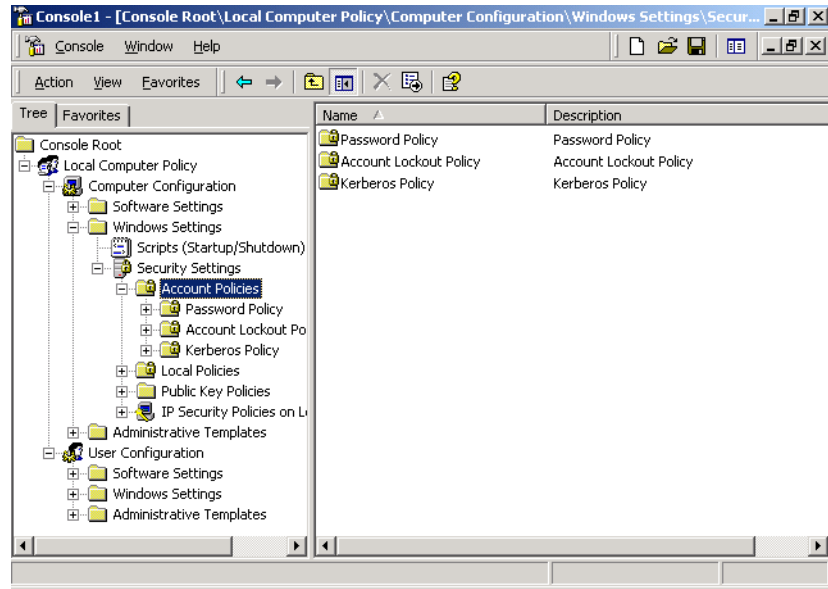 Console1 - [Console Root\Local Computer Policy\Computer Configuration\Windows Settings\Secur...
Console Window Help
Action View Favorites
Tree Favorites
Name Description
Console Root
Local Computer Policy
Computer Configuration
Software Settings
Windows Settings
Scripts (Startup/Shutdown)
Security Settings
Account Policies
Password Policy
Account Lockout Po
Kerberos Policy
Local Policies
Public Key Policies
IP Security Policies on L
Administrative Templates
User Configuration
Software Settings
Windows Settings
Administrative Templates
Password Policy Password Policy
Account Lockout Policy Account Lockout Policy
Kerberos Policy Kerberos Policy